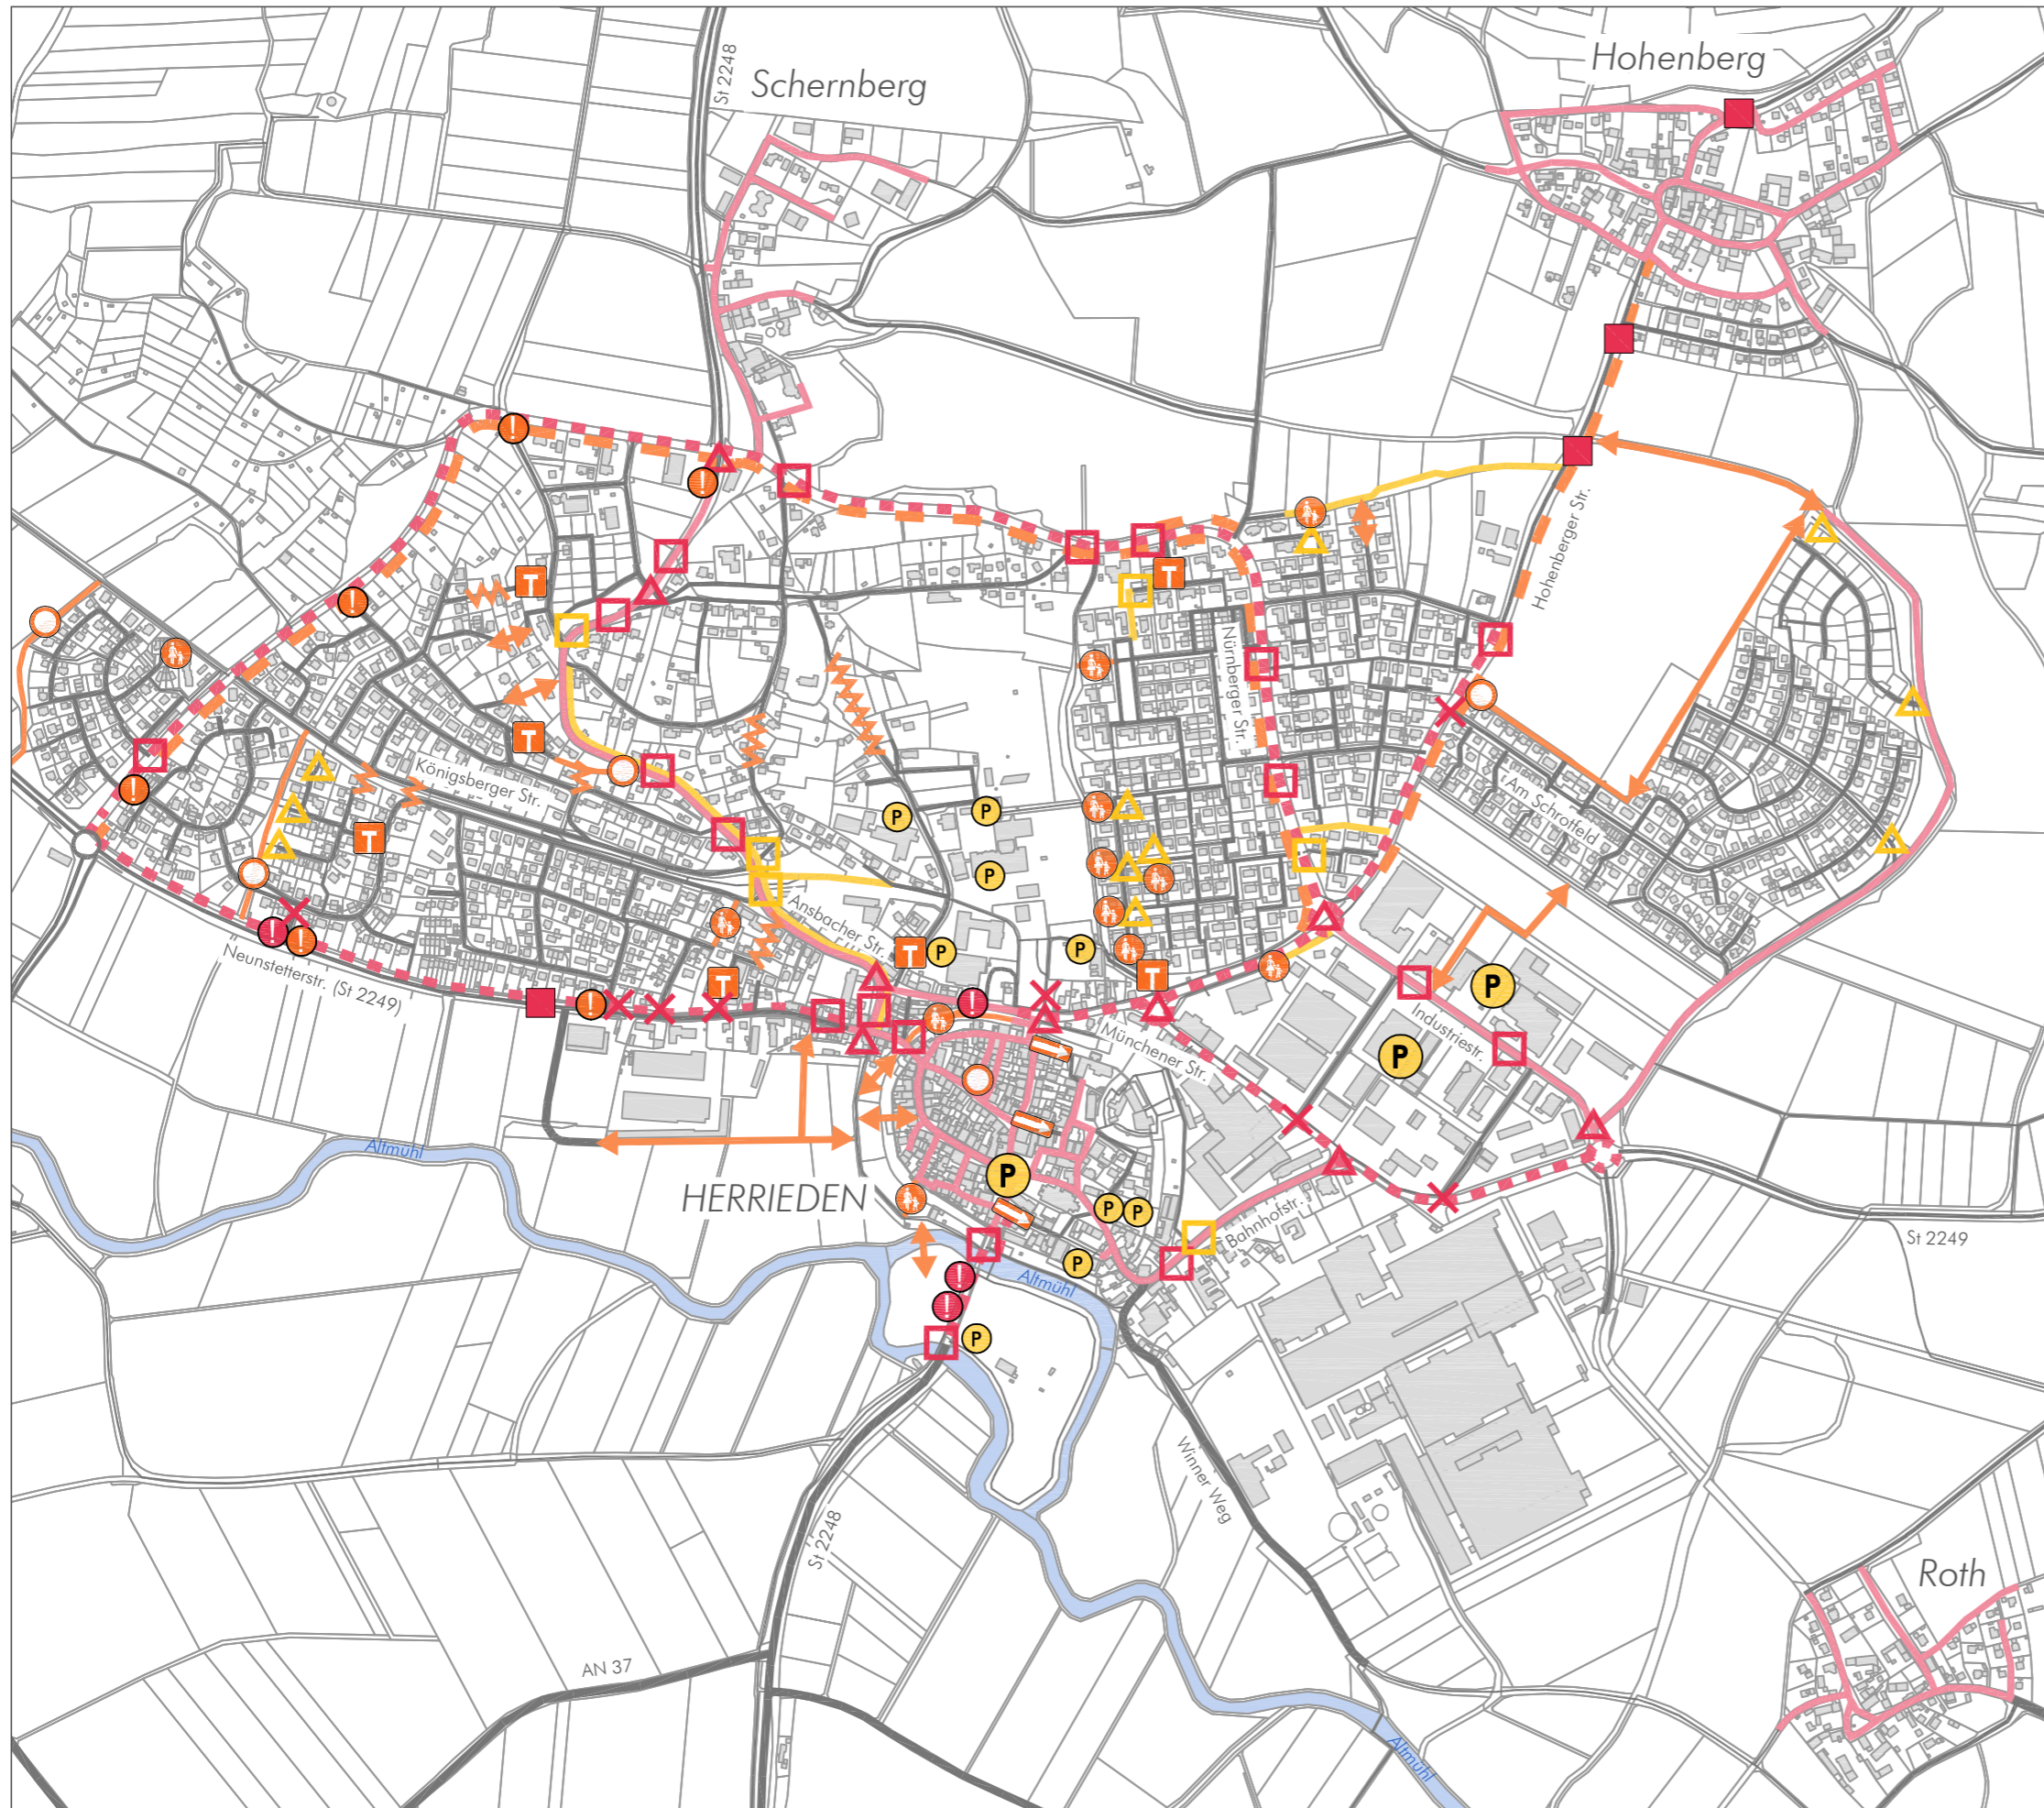 Hohenberg
Schernberg
St 2248
Hohenberger Str.
T
T
Nürnberger Str.
T
Königsberger Str.
Am Schroffeld
P
P
T
P
Ansbacher Str.
T
P
P
T
Neunstetterstr. (St 2249)
T
P
Industriestr.
Münchener Str.
P
Altmühl
P
HERRIEDEN
P
P
Bahnhofstr.
St 2249
P
Altmühl
P
Winner Weg
St 2248
Roth
AN 37
Altmühl
!
!
!
!
!
!
!
!
!
!